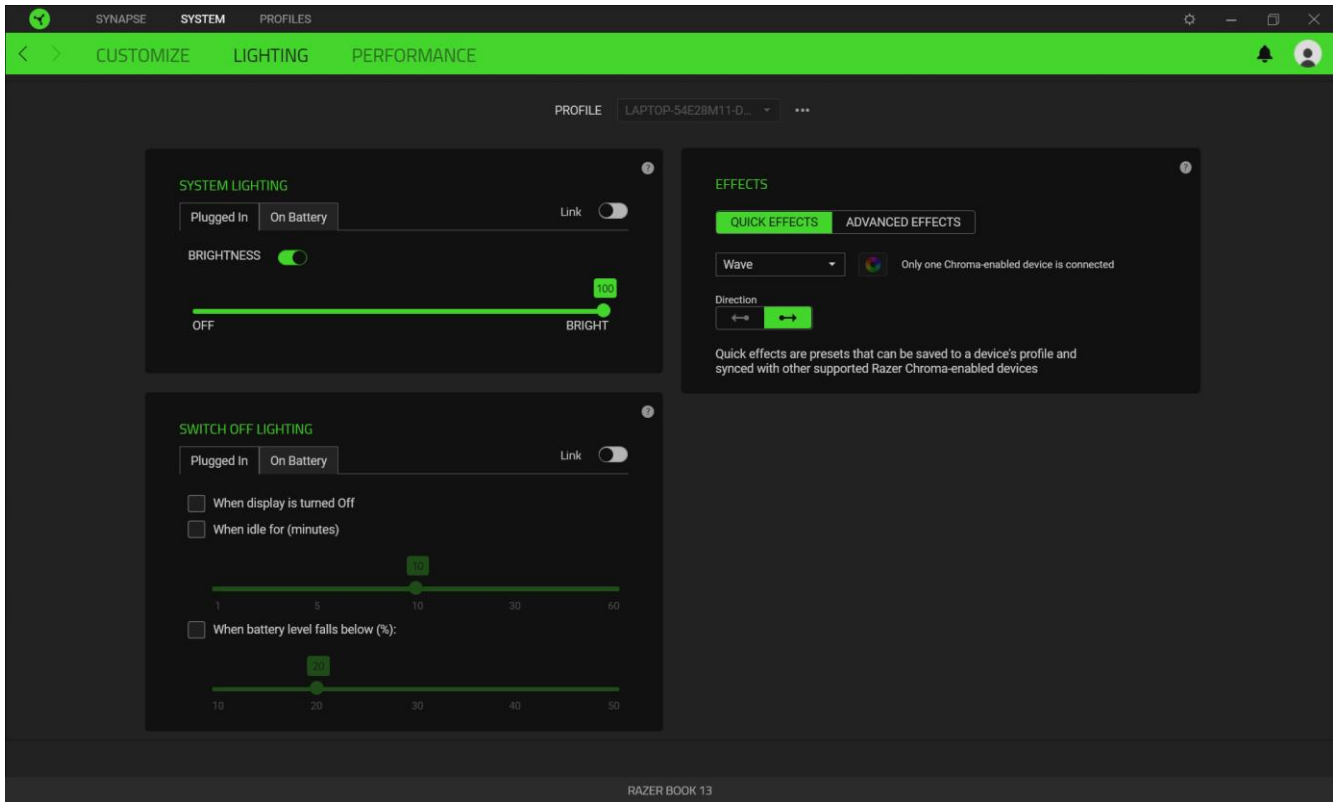 SYNAPSE SYSTEM PROFILES
CUSTOMIZE LIGHTING PERFORMANCE
PROFILE LAPTOP-54E28M11-D... •••
SYSTEM LIGHTING
Plugged In On Battery Link
BRIGHTNESS
100
OFF BRIGHT
EFFECTS
QUICK EFFECTS ADVANCED EFFECTS
Wave Only one Chroma-enabled device is connected
Direction
Quick effects are presets that can be saved to a device's profile and
synced with other supported Razer Chroma-enabled devices
SWITCH OFF LIGHTING
Plugged In On Battery Link
When display is turned Off
When idle for (minutes)
10
1 5 10 30 60
When battery level falls below (%):
20
10 20 30 40 50
RAZER BOOK 13